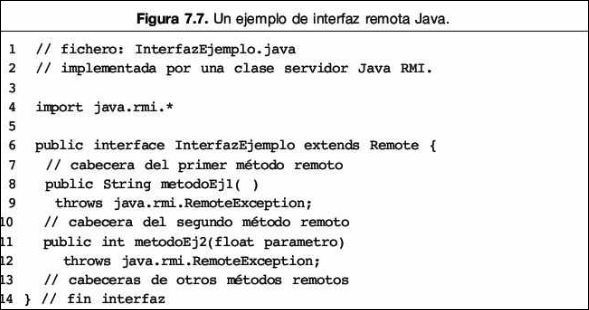 Figura 7.7. Un ejemplo de interfaz remota Java.
1 // fichero: InterfazEjemplo.java
2 // implementada por una clase servidor Java RMI.
3
4 import java.rmi.*
5
6 public interface InterfazEjemplo extends Remote {
7 // cabecera del primer método remoto
8 public String metodoEj1( )
9 throws java.rmi.RemoteException;
10 // cabecera del segundo método remoto
11 public int metodoEj2(float parametro)
12 throws java.rmi.RemoteException;
13 // cabeceras de otros métodos remotos
14 } // fin interfaz